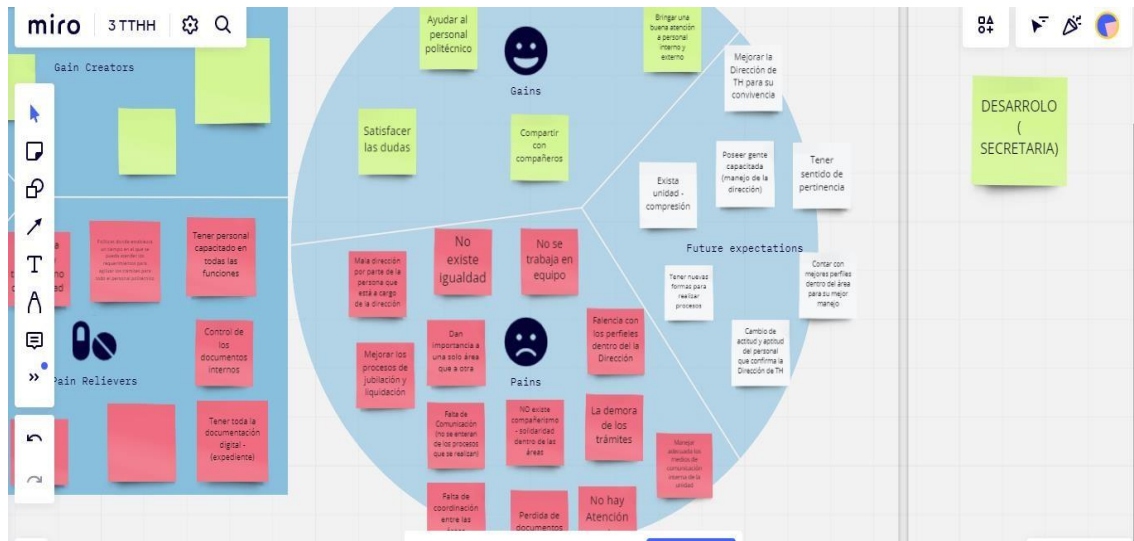 miro
3 TTHH
Gain Creators
Ayudar al
personal
politécnico
Bringar una
buena atención
a personal
interno y
externo
Gains
Satisfacer
las dudas
Compartir
con
compañeros
Mejorar la
Dirección de
TH para su
convivencia
Poseer gente
capacitada
(manejo de la
dirección)
Tener
sentido de
pertinencia
Exista
unidad -
compresión
Future expectations
Tener nuevas
formas para
realizar
procesos
Contar con
mejores perfiles
dentro del área
para su mejor
manejo
Cambio de
actitud y aptitud
del personal
que confirma la
Dirección de TH
DESARROLO
(
SECRETARIA)
Tener personal
capacitado en
todas las
funciones
Control de
los
documentos
internos
Pain Relievers
Tener toda la
documentación
digital -
(expediente)
Mala dirección
por parte de la
persona que
está a cargo
de la dirección
No
existe
igualdad
No se
trabaja en
equipo
Mejorar los
procesos de
jubilación y
liquidación
Dan
importancia a
una solo área
que a otra
Falencia con
los perfieles
dentro del la
Dirección
Pains
Falta de
Comunicación
(no se enteran
de los procesos
que se realizan)
NO existe
compañerismo
- solidaridad
dentro de las
áreas
La demora
de los
trámites
Manejar
adecuado los
medios de
comunicación
interna de la
unidad
Falta de
coordinación
entre las
Perdida de
documentos
No hay
Atención